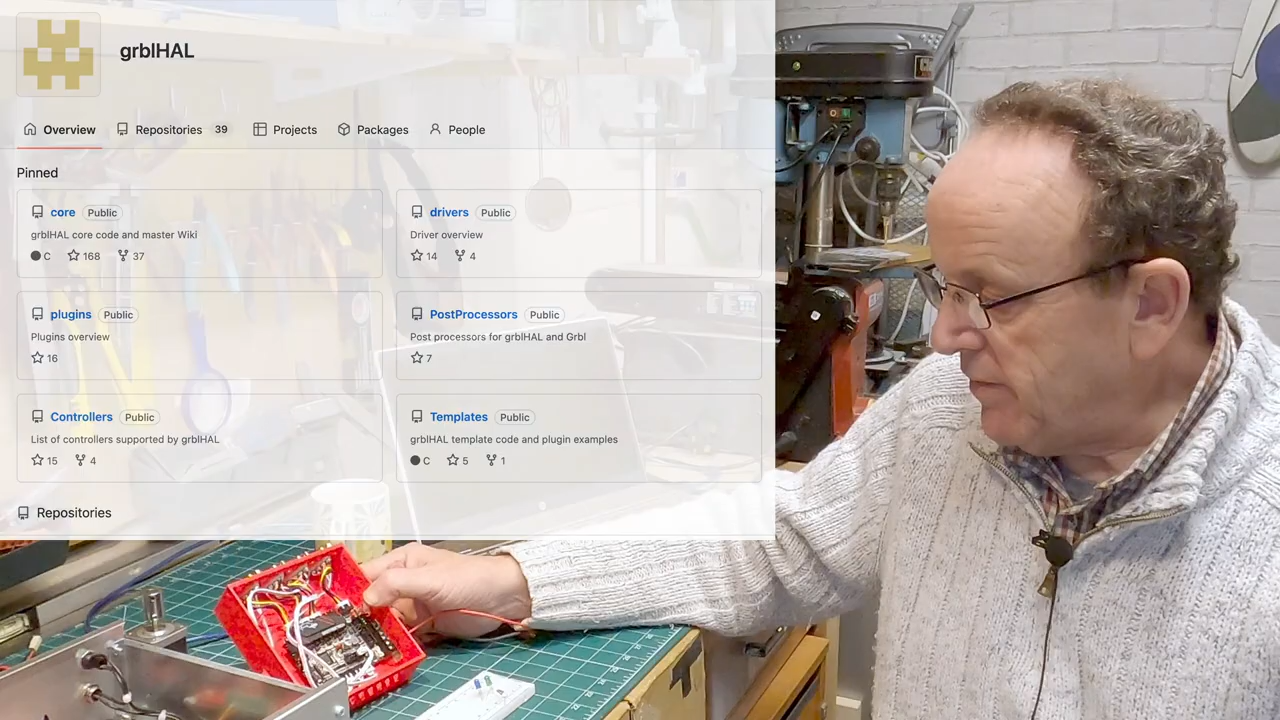 grblHAL
Overview Repositories 39 Projects Packages People
Pinned
core Public
grblHAL core code and master Wiki
C 168 37
drivers Public
Driver overview
14 4
plugins Public
Plugins overview
16
PostProcessors Public
Post processors for grblHAL and Grbl
7
Controllers Public
List of controllers supported by grblHAL
15 4
Templates Public
grblHAL template code and plugin examples
C 5 1
Repositories